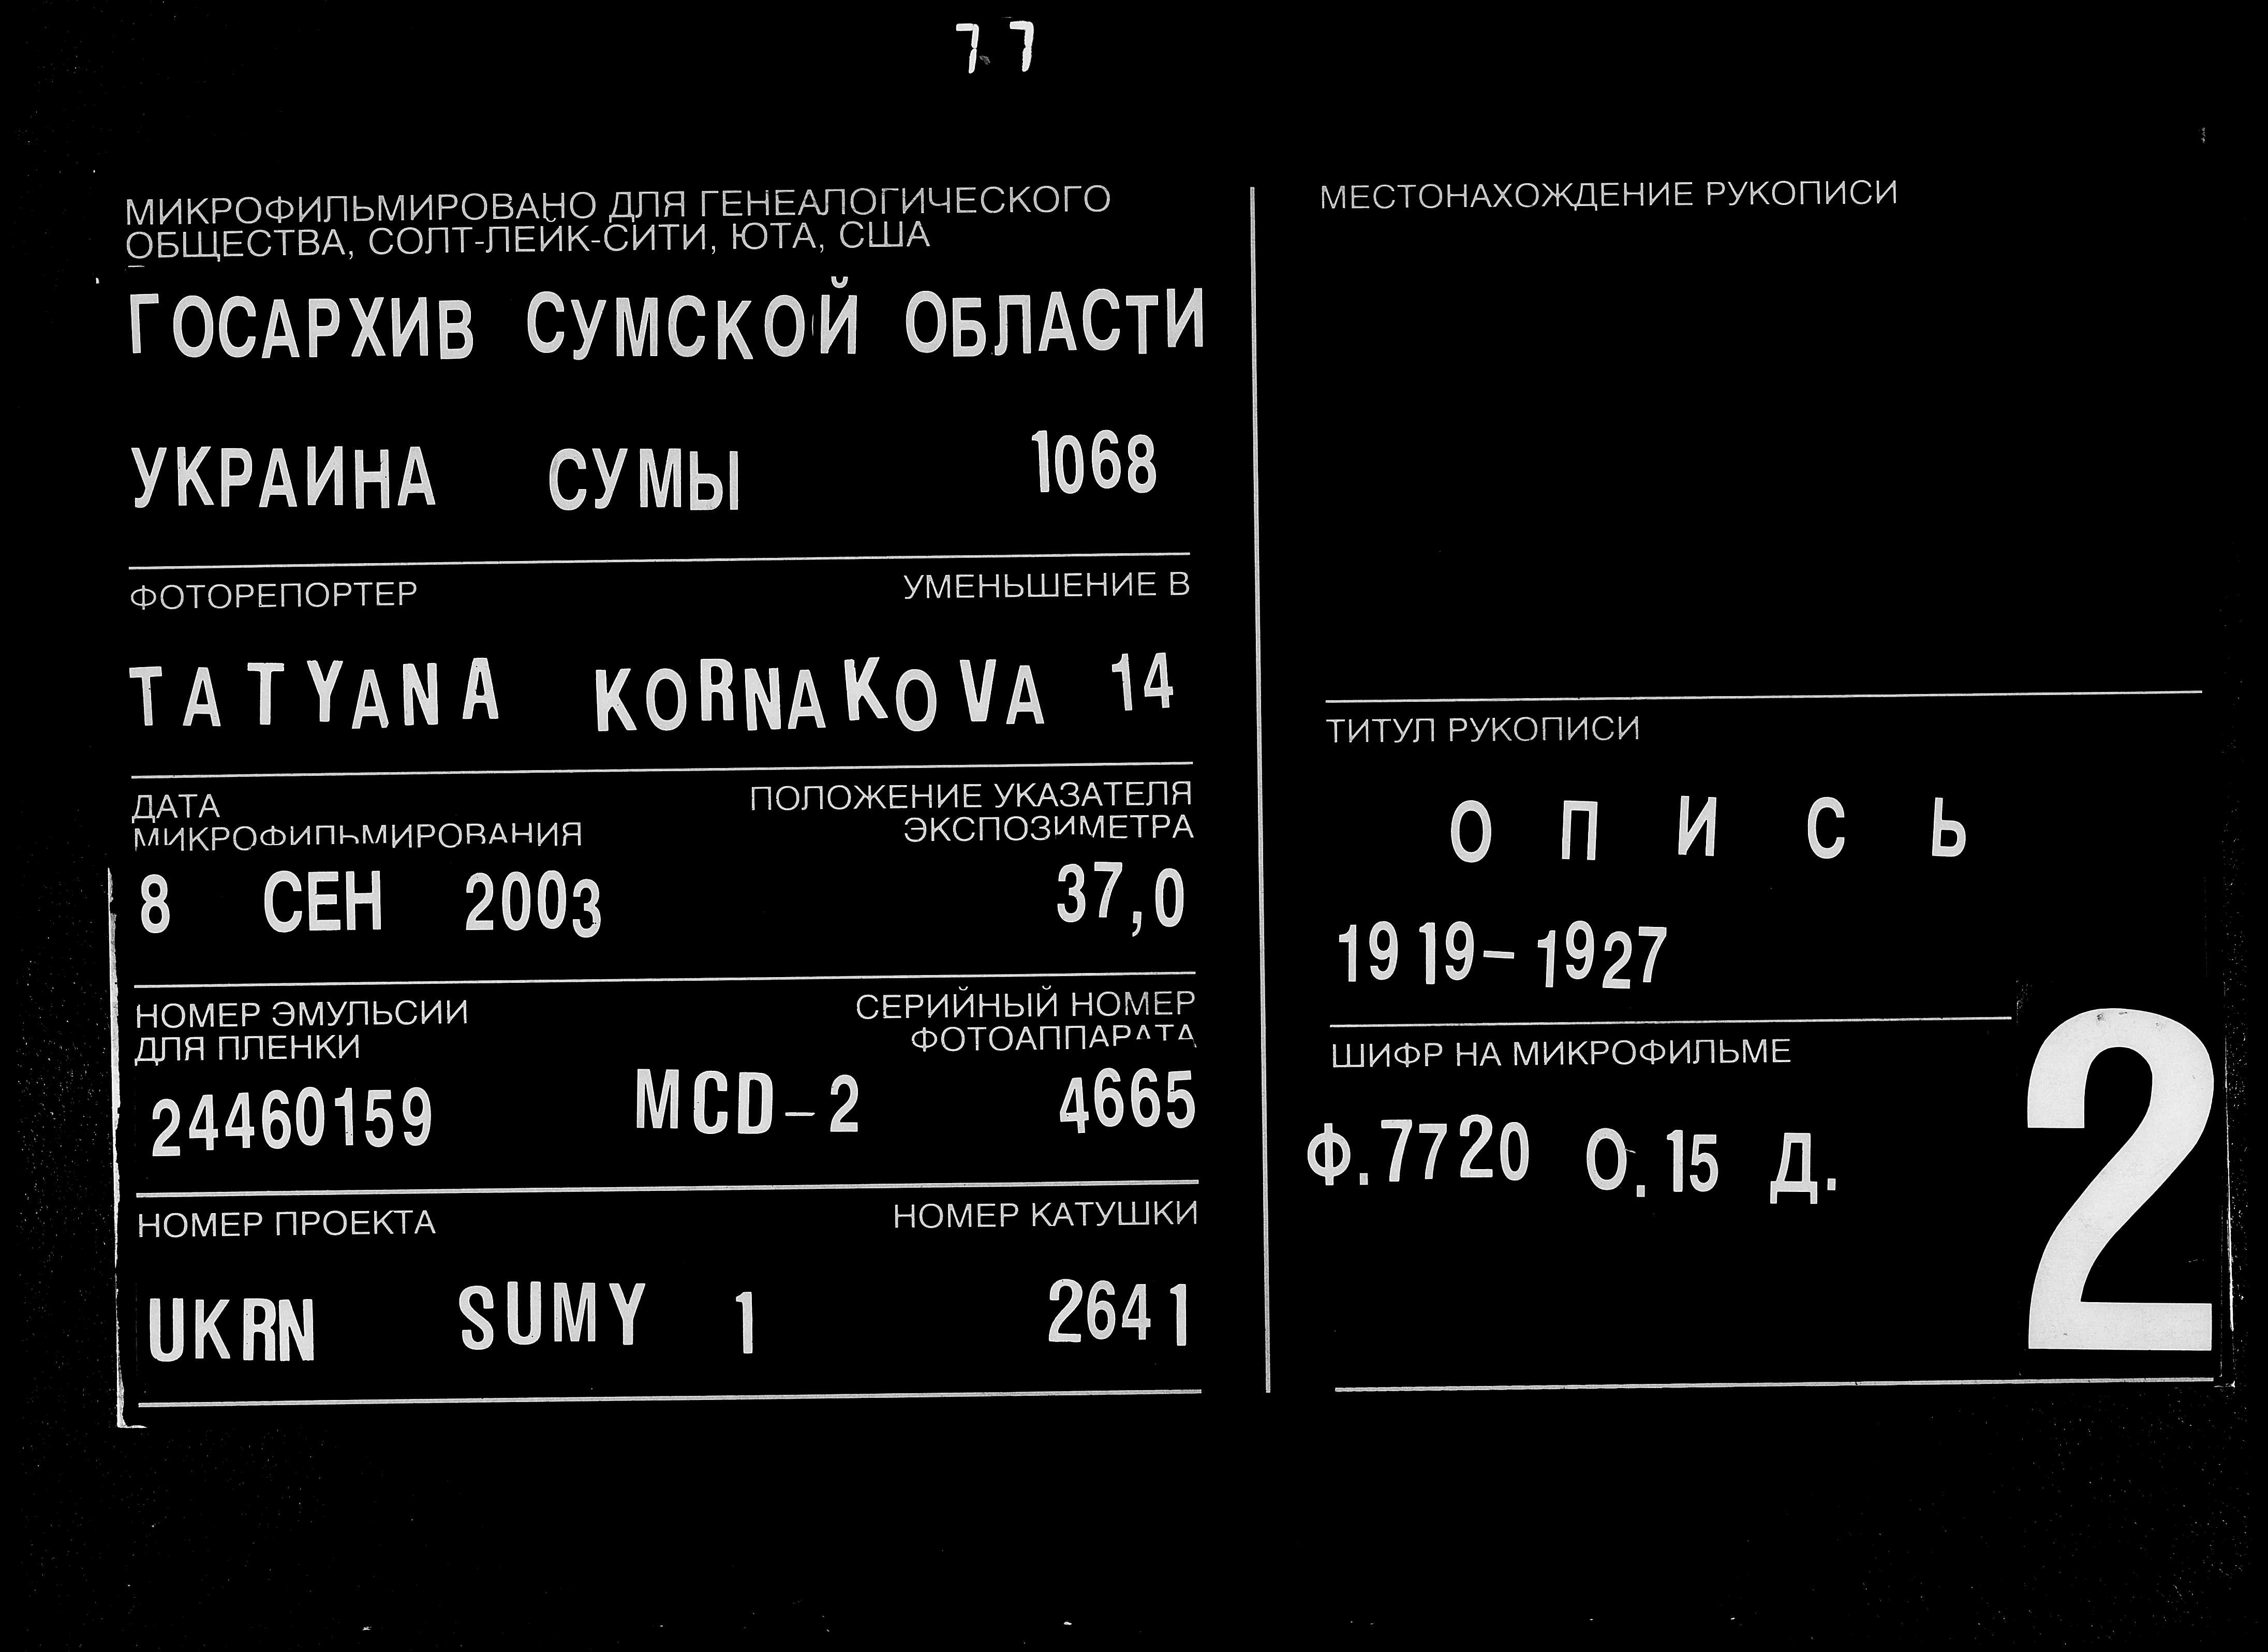 77
МИКРОФИЛЬМИРОВАНО ДЛЯ ГЕНЕАЛОГИЧЕСКОГО
ОБЩЕСТВА, СОЛТ-ЛЕЙК-СИТИ, ЮТА, США
ГОСАРХИВ СУМСКОЙ ОБЛАСТИ
УКРАИНА СУМЫ 1068
ФОТОРЕПОРТЕР УМЕНЬШЕНИЕ В
TATYANA KORNAKOVA 14
ДАТА
МИКРОФИЛЬМИРОВАНИЯ
ПОЛОЖЕНИЕ УКАЗАТЕЛЯ
ЭКСПОЗИМЕТРА
8 СЕН 2003 37,0
НОМЕР ЭМУЛЬСИИ
ДЛЯ ПЛЕНКИ
СЕРИЙНЫЙ НОМЕР
ФОТОАППАРАТА
24460159 MCD-2 4665
НОМЕР ПРОЕКТА НОМЕР КАТУШКИ
UKRN SUMY 1 2641
МЕСТОНАХОЖДЕНИЕ РУКОПИСИ
ТИТУЛ РУКОПИСИ
ОПИСЬ
1919-1927
ШИФР НА МИКРОФИЛЬМЕ
Ф.7720 О.15 Д.
2